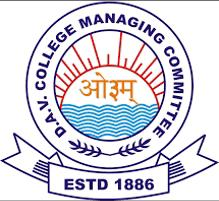 D.A.V. COLLEGE MANAGING COMMITTEE
ओ३म्
ESTD 1886